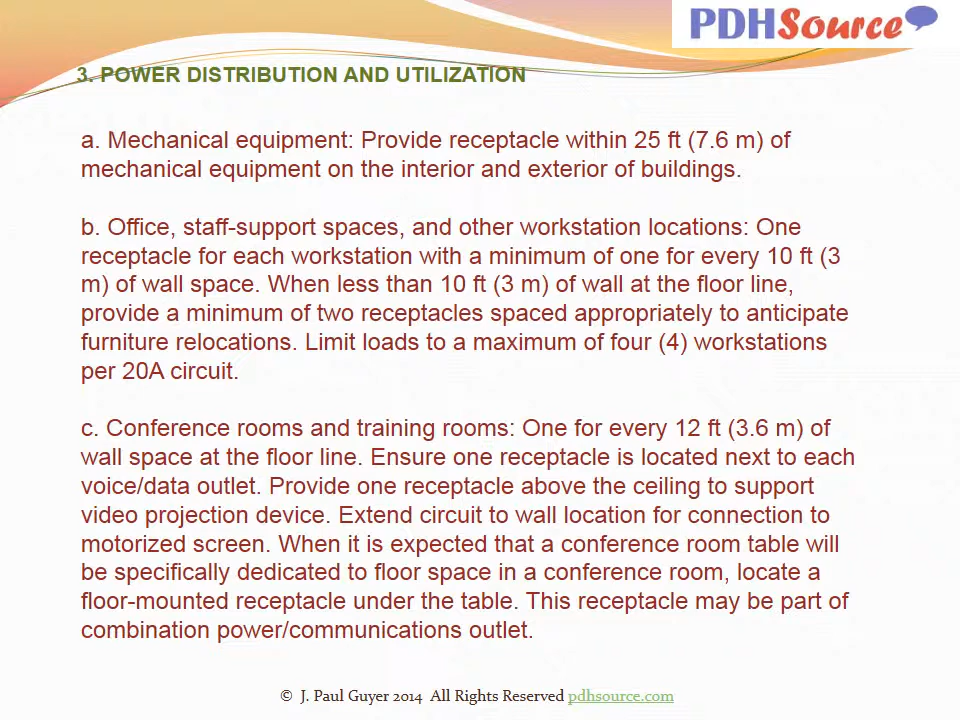 PDHSource
3. POWER DISTRIBUTION AND UTILIZATION
a. Mechanical equipment: Provide receptacle within 25 ft (7.6 m) of
mechanical equipment on the interior and exterior of buildings.
b. Office, staff-support spaces, and other workstation locations: One
receptacle for each workstation with a minimum of one for every 10 ft (3
m) of wall space. When less than 10 ft (3 m) of wall at the floor line,
provide a minimum of two receptacles spaced appropriately to anticipate
furniture relocations. Limit loads to a maximum of four (4) workstations
per 20A circuit.
c. Conference rooms and training rooms: One for every 12 ft (3.6 m) of
wall space at the floor line. Ensure one receptacle is located next to each
voice/data outlet. Provide one receptacle above the ceiling to support
video projection device. Extend circuit to wall location for connection to
motorized screen. When it is expected that a conference room table will
be specifically dedicated to floor space in a conference room, locate a
floor-mounted receptacle under the table. This receptacle may be part of
combination power/communications outlet.
© J. Paul Guyer 2014 All Rights Reserved pdhsource.com